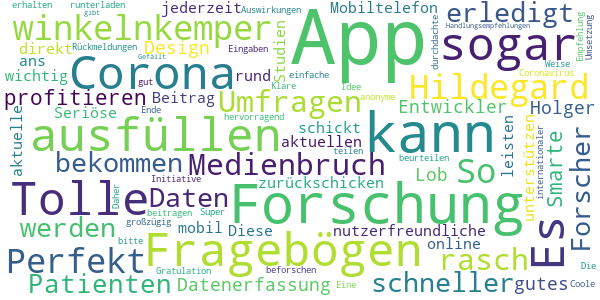 erhalten
gibt
runterladen
jederzeit
Auswirkungen
Mobiltelefon
erledigt
Handlungsempfehlungen
winkelnkemper
App
sogar
direkt
Rückmeldungen
Design
Eingaben
Studien
durchdachte
Empfehlung
Umsetzung
ans
Gefällt
wichtig
Corona
rund
einfache
Idee
Weise
Coronavirus
gut
Klare
Hildegard
anonyme
profitieren
Beitrag
Umfragen
Entwickler
Holger
Seriöse
Ende
hervorragend
aktuelle
ausfüllen
schickt
kann
leisten
unterstützen
internationaler
Smarte
Forscher
teilen
aktuellen
bekommen
Medienbruch
beurteilen
So
Es
Initiative
zurückschicken
Lob
Tolle
Daten
Forschung
Daher
beitragen
Super
großzügig
werden
mobil
Diese
nutzerfreundliche
bitte
Fragebögen
online
rasch
Die
Perfekt
Gratulation
beforschen
Patienten
Datenerfassung
Eine
schneller
gutes
Coole